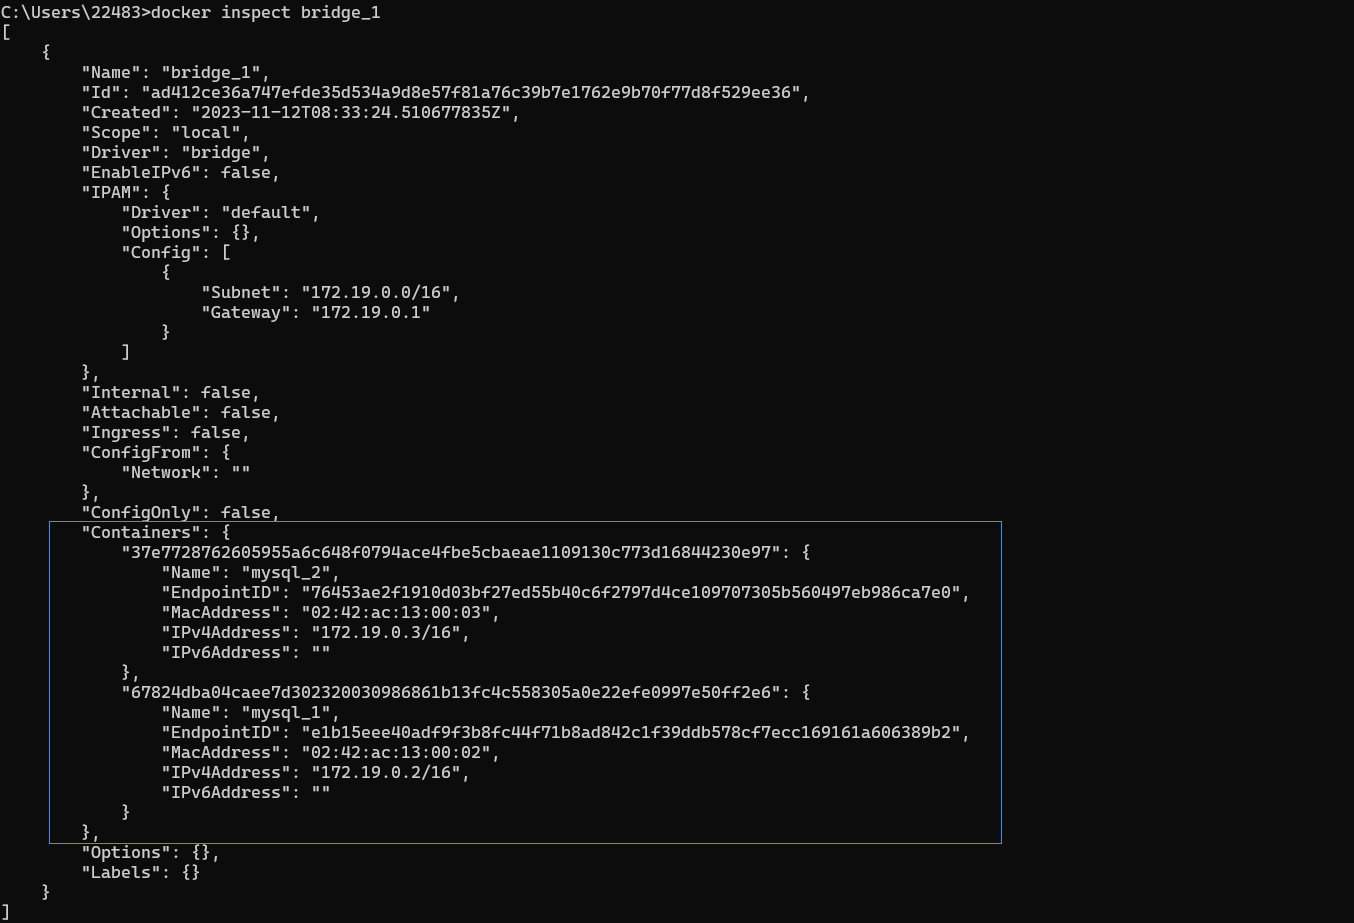 C:\Users\22483>docker inspect bridge_1
[
    {
        "Name": "bridge_1",
        "Id": "ad412ce36a747efde35d534a9d8e57f81a76c39b7e1762e9b70f77d8f529ee36",
        "Created": "2023-11-12T08:33:24.510677835Z",
        "Scope": "local",
        "Driver": "bridge",
        "EnableIPv6": false,
        "IPAM": {
            "Driver": "default",
            "Options": {},
            "Config": [
                {
                    "Subnet": "172.19.0.0/16",
                    "Gateway": "172.19.0.1"
                }
            ]
        },
        "Internal": false,
        "Attachable": false,
        "Ingress": false,
        "ConfigFrom": {
            "Network": ""
        },
        "ConfigOnly": false,
        "Containers": {
            "37e7728762605955a6c648f0794ace4fbe5cbaeae1109130c773d16844230e97": {
                "Name": "mysql_2",
                "EndpointID": "76453ae2f1910d03bf27ed55b40c6f2797d4ce109707305b560497eb986ca7e0",
                "MacAddress": "02:42:ac:13:00:03",
                "IPv4Address": "172.19.0.3/16",
                "IPv6Address": ""
            },
            "67824dba04caee7d302320030986861b13fc4c558305a0e22efe0997e50ff2e6": {
                "Name": "mysql_1",
                "EndpointID": "e1b15eee40adf9f3b8fc44f71b8ad842c1f39ddb578cf7ecc169161a606389b2",
                "MacAddress": "02:42:ac:13:00:02",
                "IPv4Address": "172.19.0.2/16",
                "IPv6Address": ""
            }
        },
        "Options": {},
        "Labels": {}
    }
]